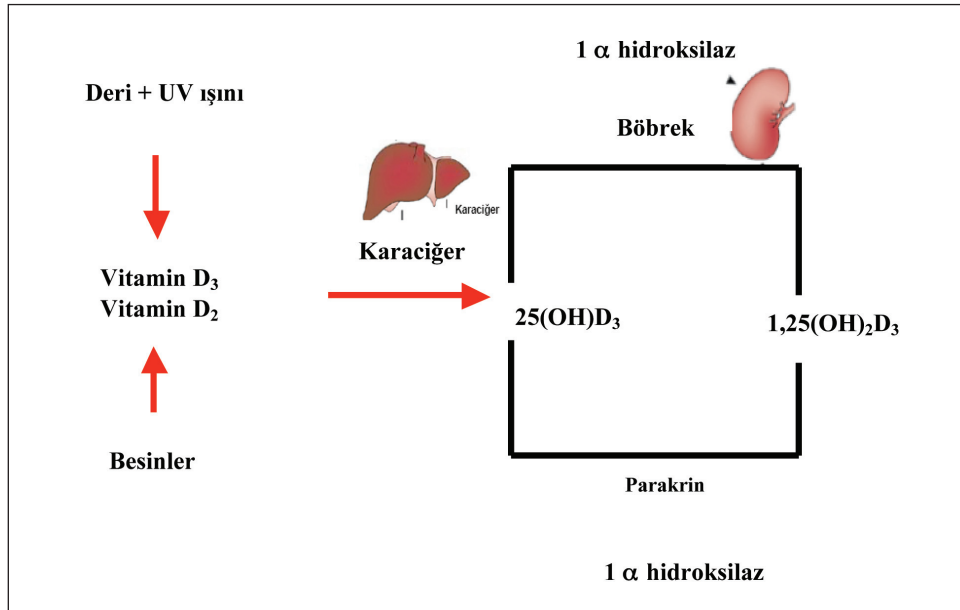 1 α hidroksilaz
Deri + UV ışını
Böbrek
Karaciğer
Karaciğer
Vitamin D₃
Vitamin D₂
25(OH)D₃
1,25(OH)₂D₃
Besinler
Parakrin
1 α hidroksilaz